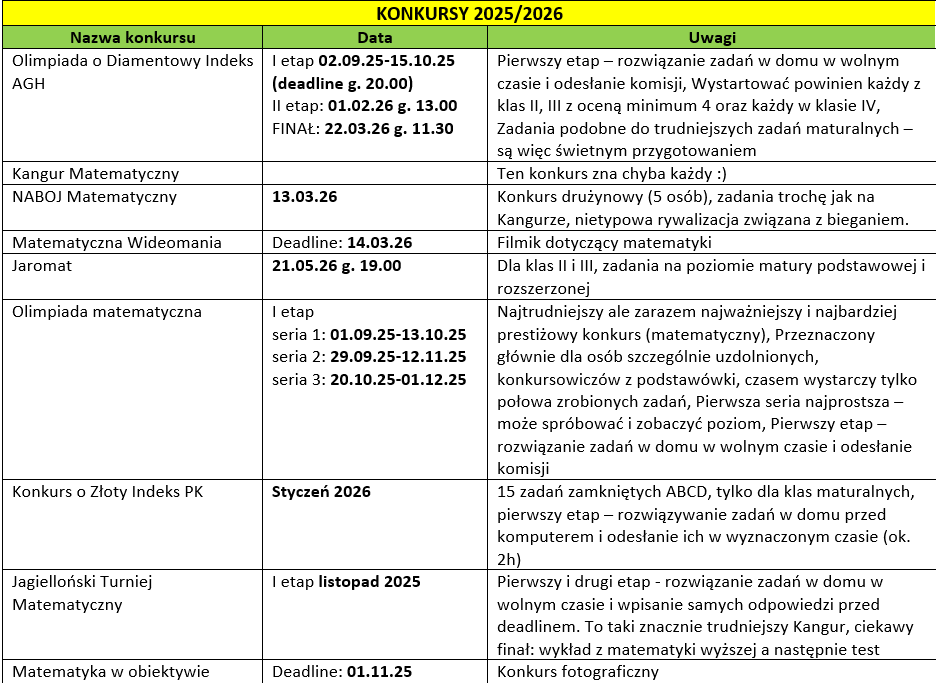 KONKURSY 2025/2026
Nazwa konkursu
Data
Uwagi
Olimpiada o Diamentowy Indeks
AGH
I etap 02.09.25-15.10.25
(deadline g. 20.00)
II etap: 01.02.26 g. 13.00
FINAŁ: 22.03.26 g. 11.30
Pierwszy etap – rozwiązanie zadań w domu w wolnym
czasie i odesłanie komisji, Wystartować powinien każdy z
klas II, III z oceną minimum 4 oraz każdy w klasie IV,
Zadania podobne do trudniejszych zadań maturalnych –
są więc świetnym przygotowaniem
Kangur Matematyczny
Ten konkurs zna chyba każdy :)
NABOJ Matematyczny
13.03.26
Konkurs drużynowy (5 osób), zadania trochę jak na
Kangurze, nietypowa rywalizacja związana z bieganiem.
Matematyczna Wideomania
Deadline: 14.03.26
Filmik dotyczący matematyki
Jaromat
21.05.26 g. 19.00
Dla klas II i III, zadania na poziomie matury podstawowej i
rozszerzonej
Olimpiada matematyczna
I etap
seria 1: 01.09.25-13.10.25
seria 2: 29.09.25-12.11.25
seria 3: 20.10.25-01.12.25
Najtrudniejszy ale zarazem najważniejszy i najbardziej
prestiżowy konkurs (matematyczny), Przeznaczony
głównie dla osób szczególnie uzdolnionych,
konkursowiczów z podstawówki, czasem wystarczy tylko
połowa zrobionych zadań, Pierwsza seria najprostsza –
może spróbować i zobaczyć poziom, Pierwszy etap –
rozwiązanie zadań w domu w wolnym czasie i odesłanie
komisji
Konkurs o Złoty Indeks PK
Styczeń 2026
15 zadań zamkniętych ABCD, tylko dla klas maturalnych,
pierwszy etap – rozwiązywanie zadań w domu przed
komputerem i odesłanie ich w wyznaczonym czasie (ok.
2h)
Jagielloński Turniej
Matematyczny
I etap listopad 2025
Pierwszy i drugi etap - rozwiązanie zadań w domu w
wolnym czasie i wpisanie samych odpowiedzi przed
deadlinem. To taki znacznie trudniejszy Kangur, ciekawy
finał: wykład z matematyki wyższej a następnie test
Matematyka w obiektywie
Deadline: 01.11.25
Konkurs fotograficzny